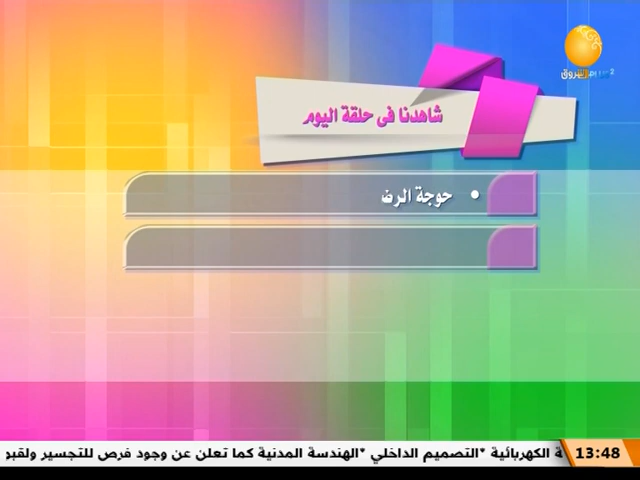 الشروق
شاهدنا فى حلقة اليوم
• حوجة الرض
ة الكهربائية *التصميم الداخلي *الهندسة المدنية كما تعلن عن وجود فرص للتجسير ولقبو
13:48